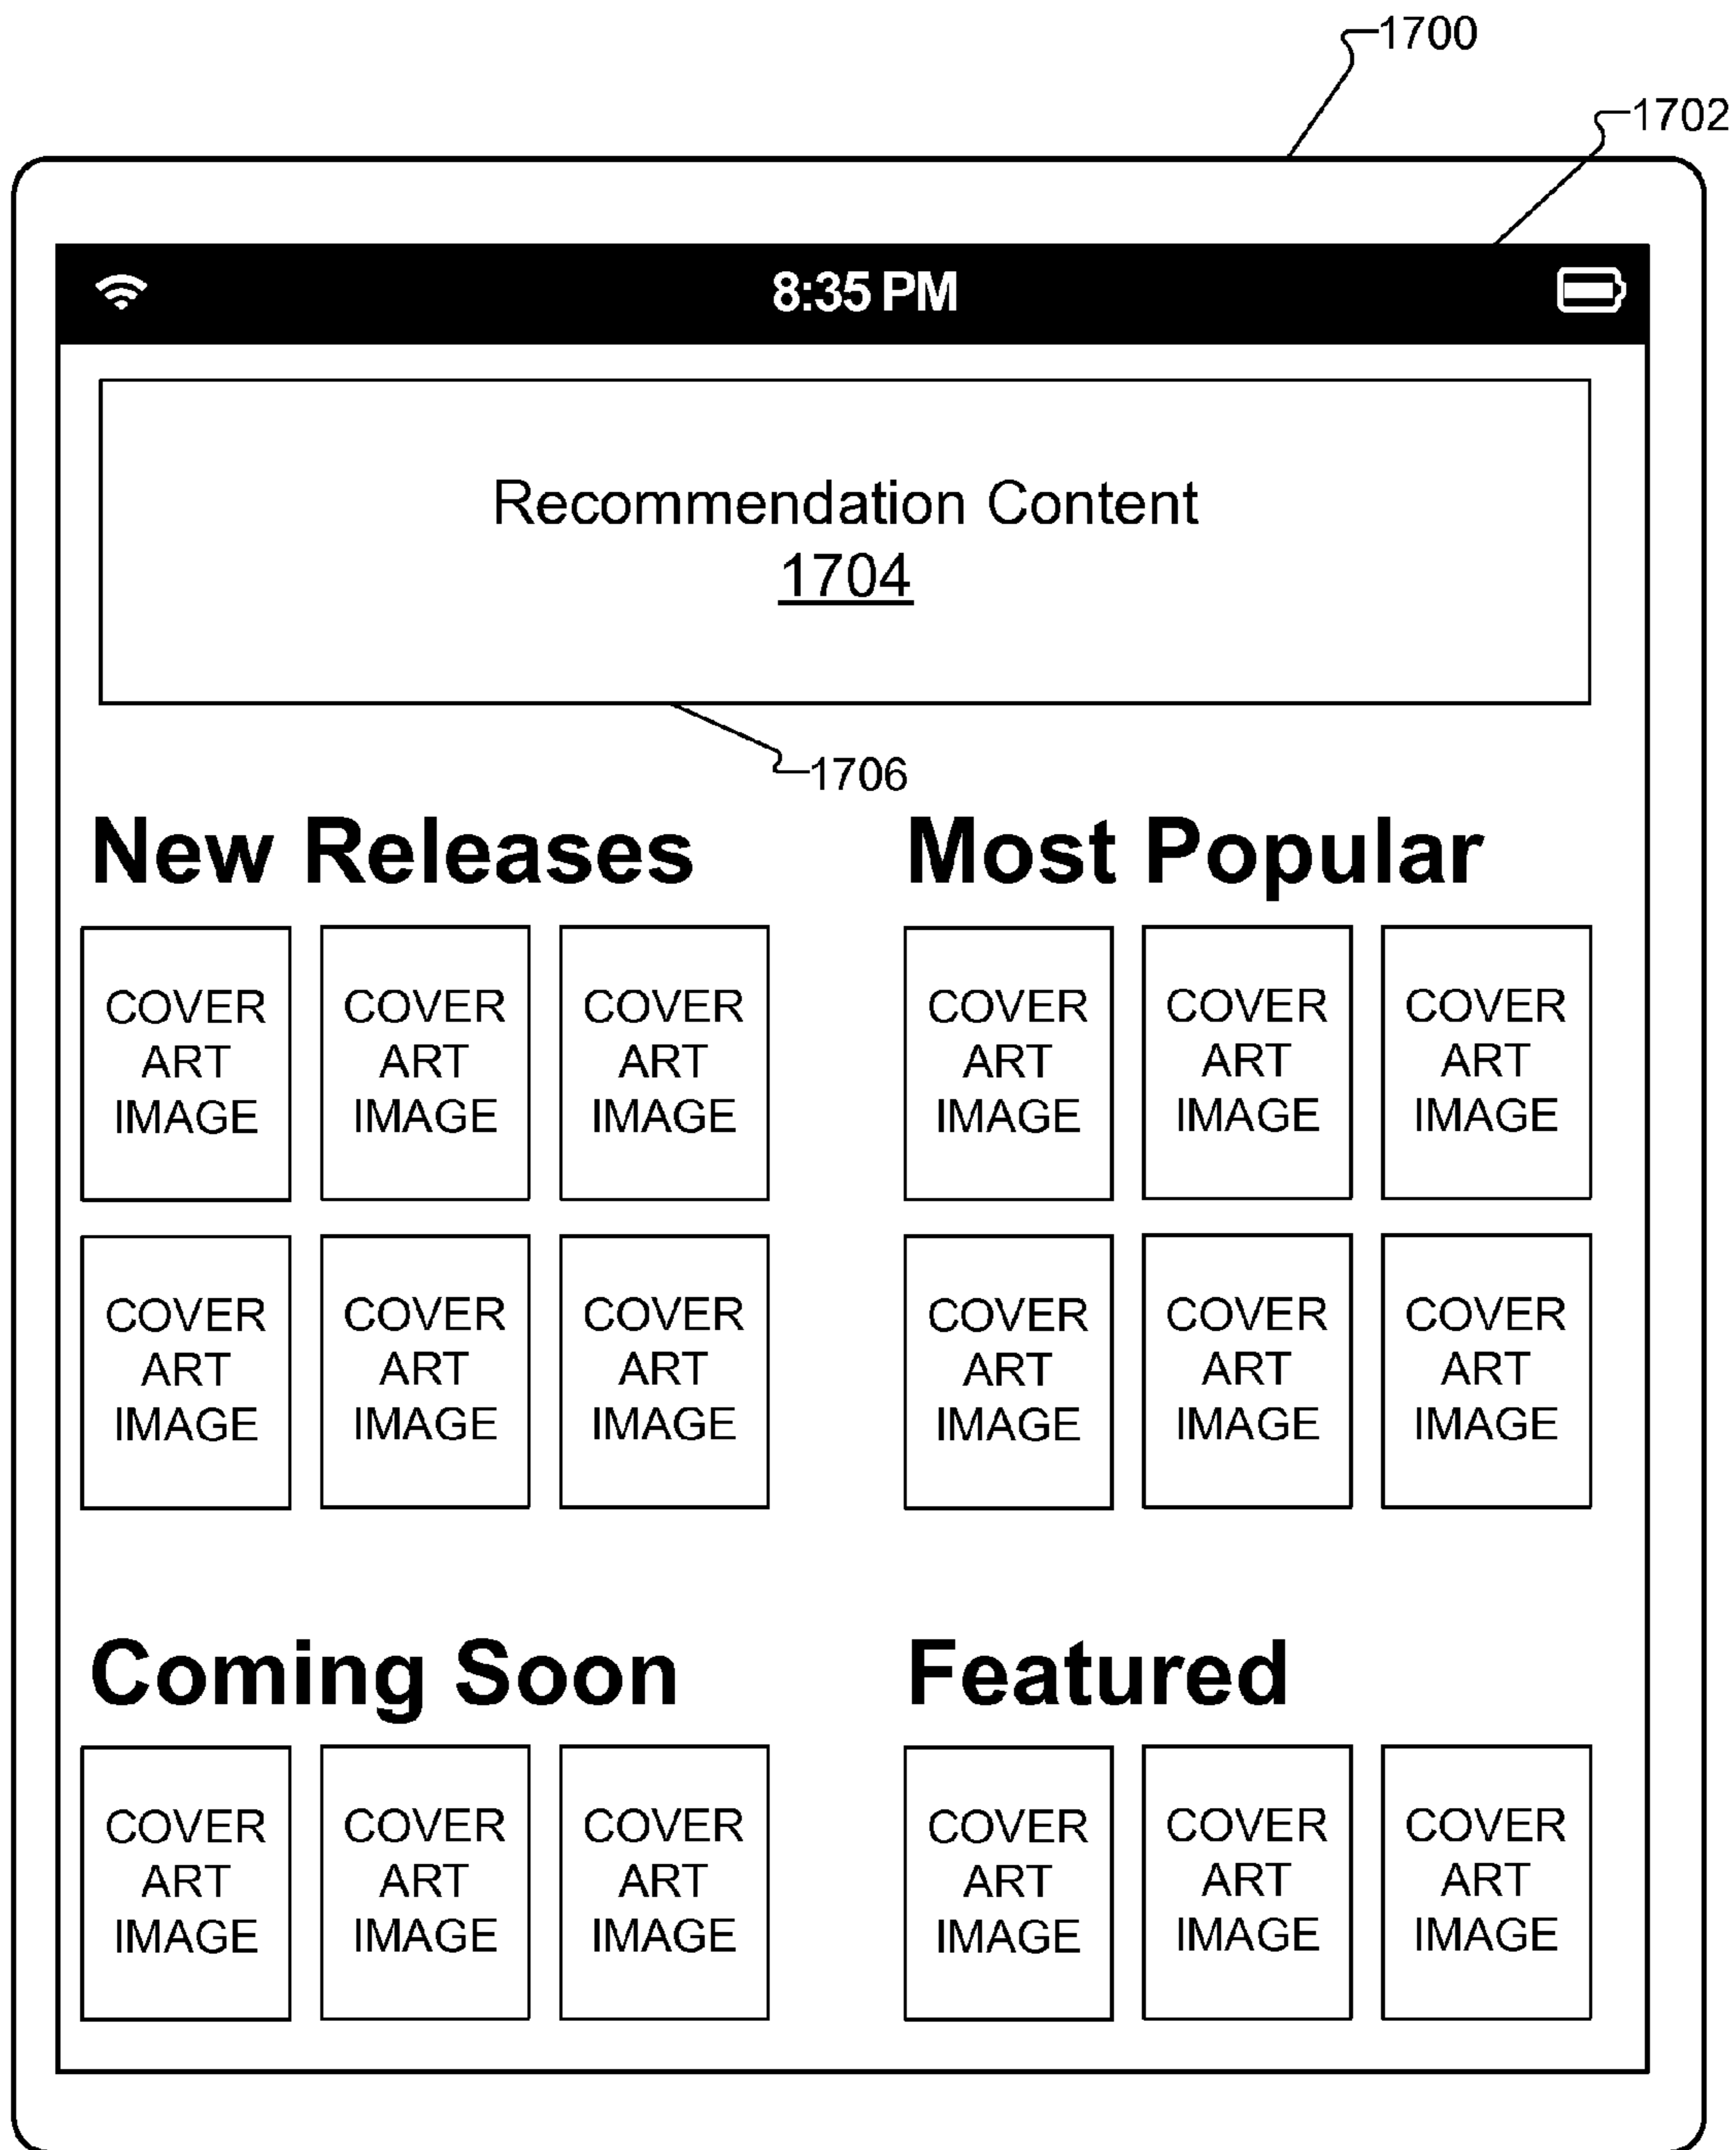 1700
1702
8:35 PM
Recommendation Content
1704
1706
New Releases
COVER ART IMAGE
COVER ART IMAGE
COVER ART IMAGE
COVER ART IMAGE
COVER ART IMAGE
COVER ART IMAGE
Most Popular
COVER ART IMAGE
COVER ART IMAGE
COVER ART IMAGE
COVER ART IMAGE
COVER ART IMAGE
COVER ART IMAGE
Coming Soon
COVER ART IMAGE
COVER ART IMAGE
COVER ART IMAGE
Featured
COVER ART IMAGE
COVER ART IMAGE
COVER ART IMAGE